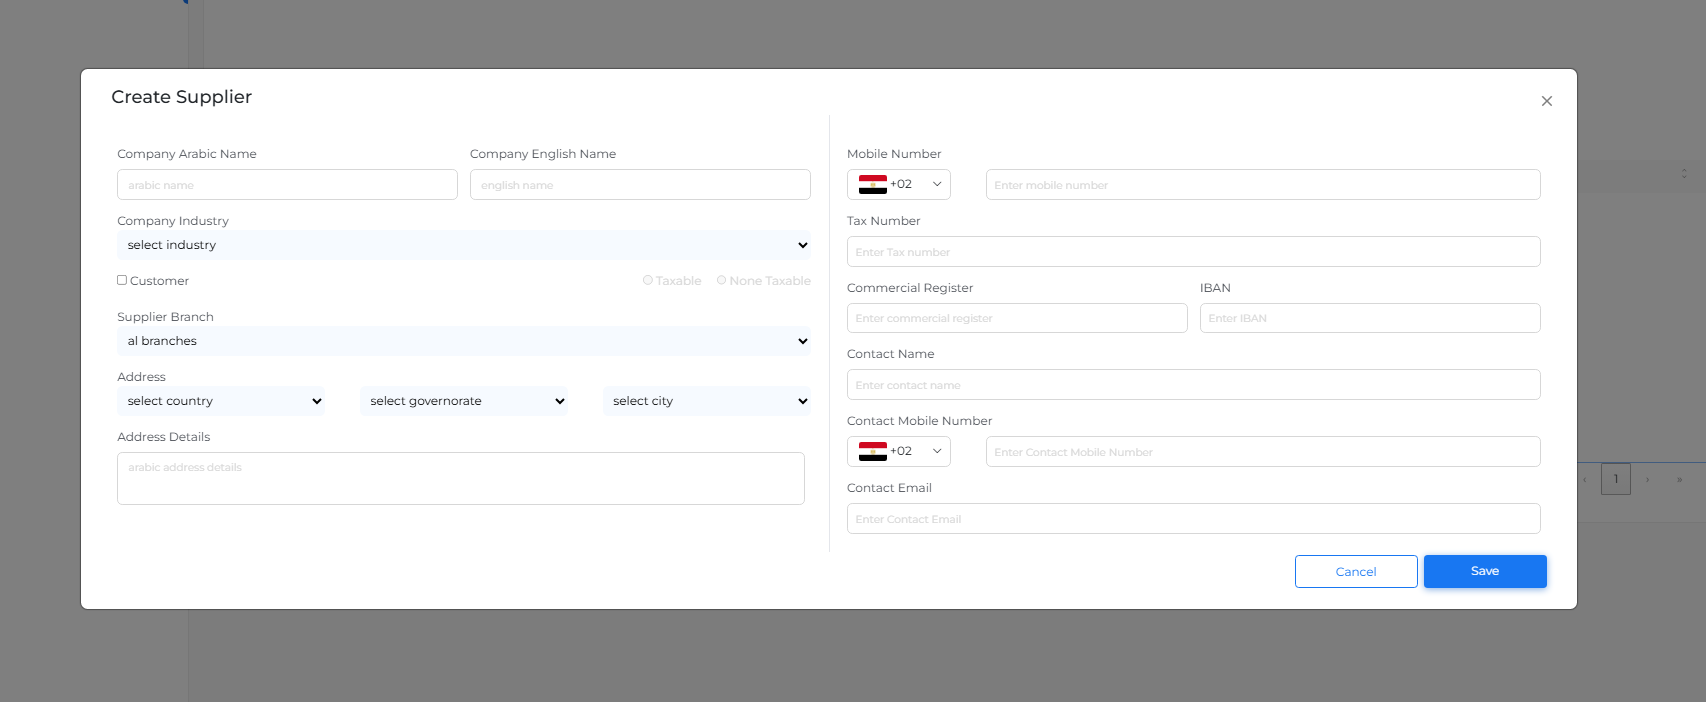 Create Supplier
Company Arabic Name
Company English Name
arabic name
english name
Company Industry
select industry
Customer
Taxable
None Taxable
Supplier Branch
al branches
Address
select country
select governorate
select city
Address Details
arabic address details
Mobile Number
+02
Enter mobile number
Tax Number
Enter Tax number
Commercial Register
IBAN
Enter commercial register
Enter IBAN
Contact Name
Enter contact name
Contact Mobile Number
+02
Enter Contact Mobile Number
Contact Email
Enter Contact Email
Cancel
Save
‹ 1 › »